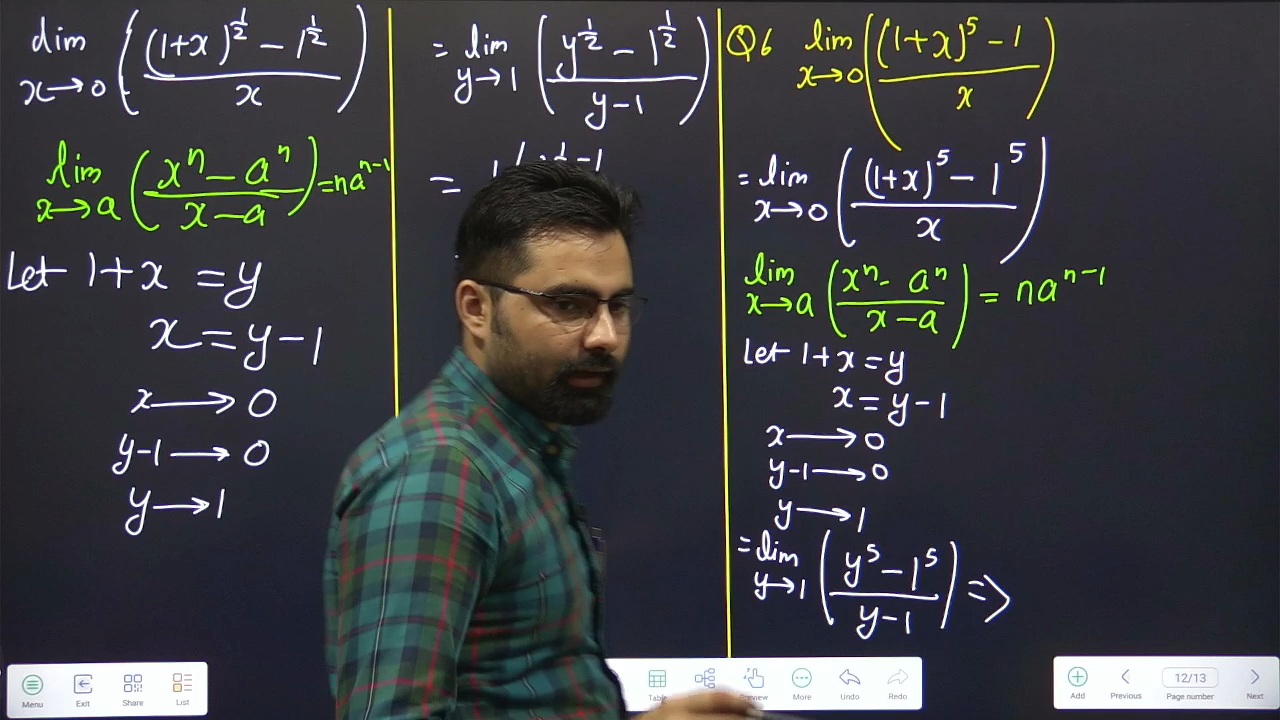 lim x→0 ((1+x)^{1/2} − 1^{1/2} / x)
lim x→a (x^n − a^n / x−a) = na^{n−1}
Let 1+x = y
x = y−1
x → 0
y−1 → 0
y → 1
= lim y→1 (y^{1/2} − 1^{1/2} / y−1)
=
Q6 lim x→0 ((1+x)^5 − 1 / x)
= lim x→0 ((1+x)^5 − 1^5 / x)
lim x→a (x^n − a^n / x−a) = na^{n−1}
Let 1+x = y
x = y−1
x → 0
y−1 → 0
y → 1
= lim y→1 (y^5 − 1^5 / y−1) ⇒
Menu Exit Share List
More Undo Redo
Add Previous 12/13 Page number Next